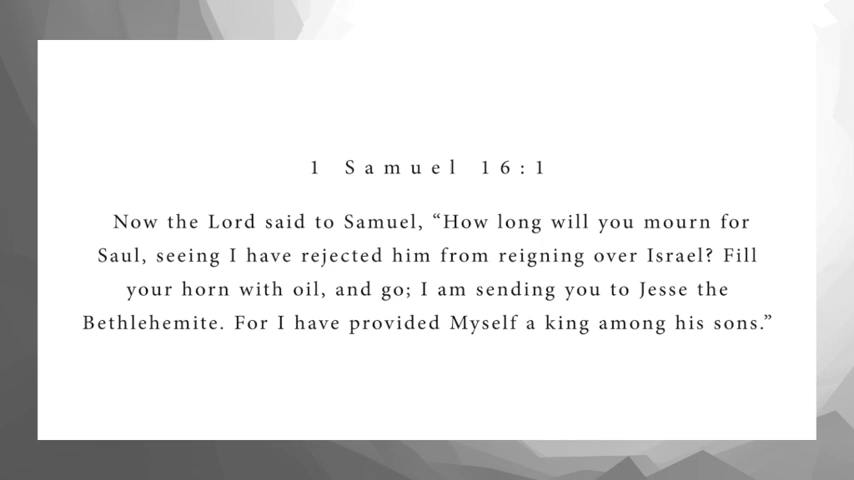 1 Samuel 16:1
Now the Lord said to Samuel, “How long will you mourn for
Saul, seeing I have rejected him from reigning over Israel? Fill
your horn with oil, and go; I am sending you to Jesse the
Bethlehemite. For I have provided Myself a king among his sons.”